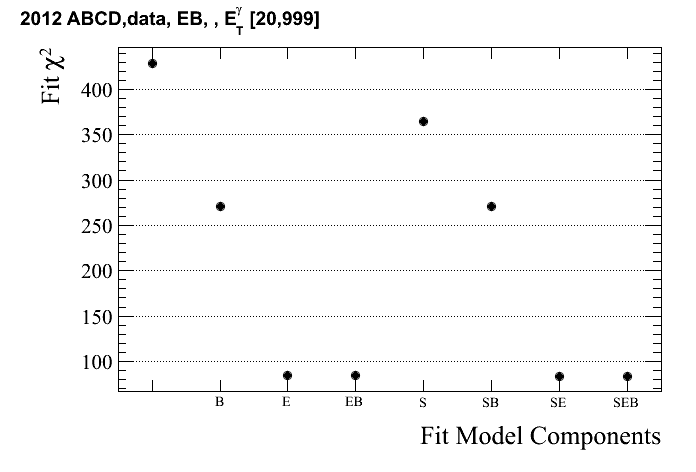 2012 ABCD,data, EB, , E_T^γ [20,999]
Fit χ²
400
350
300
250
200
150
100
B E EB S SB SE SEB
Fit Model Components